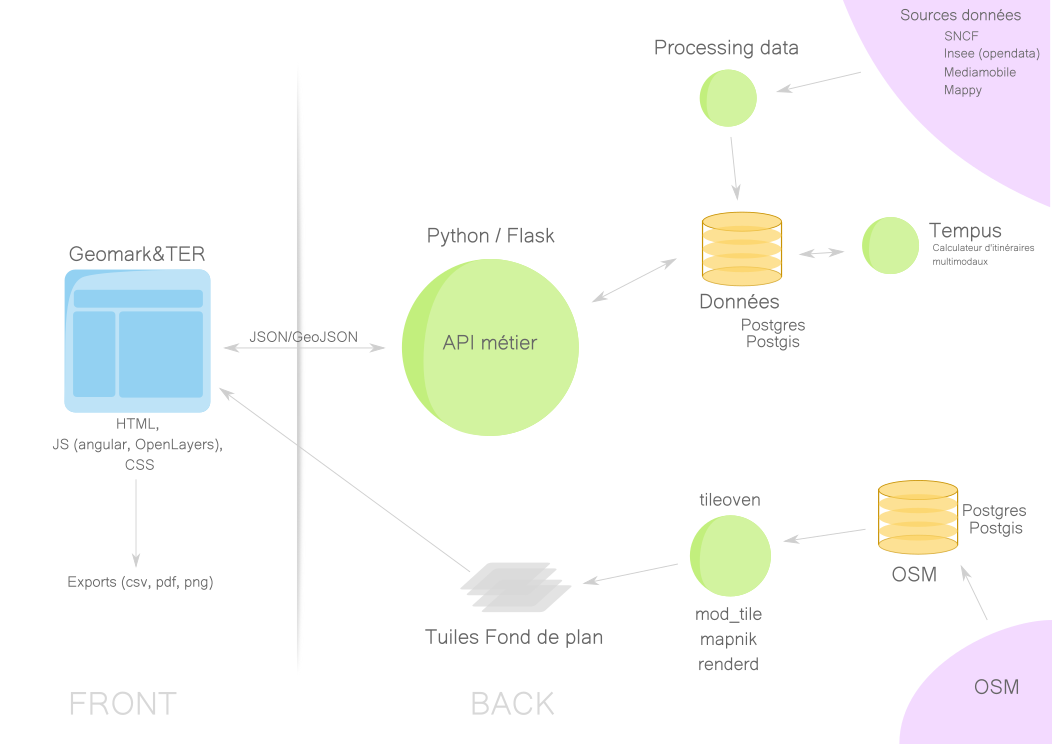 Sources données
SNCF
Insee (opendata)
Mediamobile
Mappy
Processing data
Tempus
Calculateur d'itinéraires
multimodaux
Python / Flask
API métier
Données
Postgres
Postgis
Geomark&TER
JSON/GeoJSON
HTML,
JS (angular, OpenLayers),
CSS
Exports (csv, pdf, png)
tileoven
mod_tile
mapnik
renderd
Postgres
Postgis
OSM
Tuiles Fond de plan
OSM
FRONT
BACK